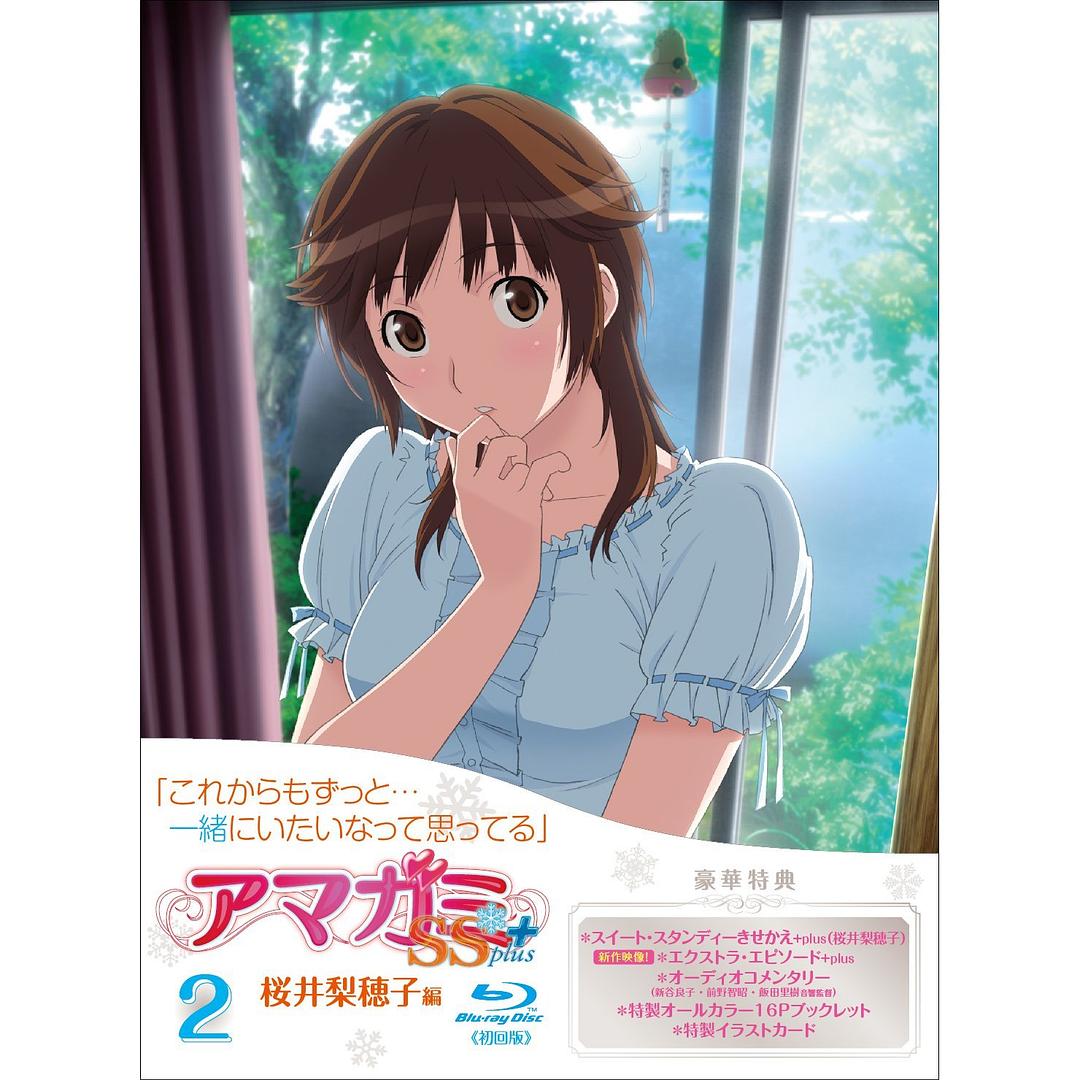 「これからもずっと…
一緒にいたいなって思ってる」
アマガミ
SS+
plus
2
桜井梨穂子編
Blu-ray Disc™
《初回版》
豪華特典
＊スイート・スタンディーきせかえ+plus(桜井梨穂子)
新作映像! ＊エクストラ・エピソード+plus
＊オーディオコメンタリー
(新谷良子・前野智昭・飯田里樹音響監督)
＊特製オールカラー16Pブックレット
＊特製イラストカード